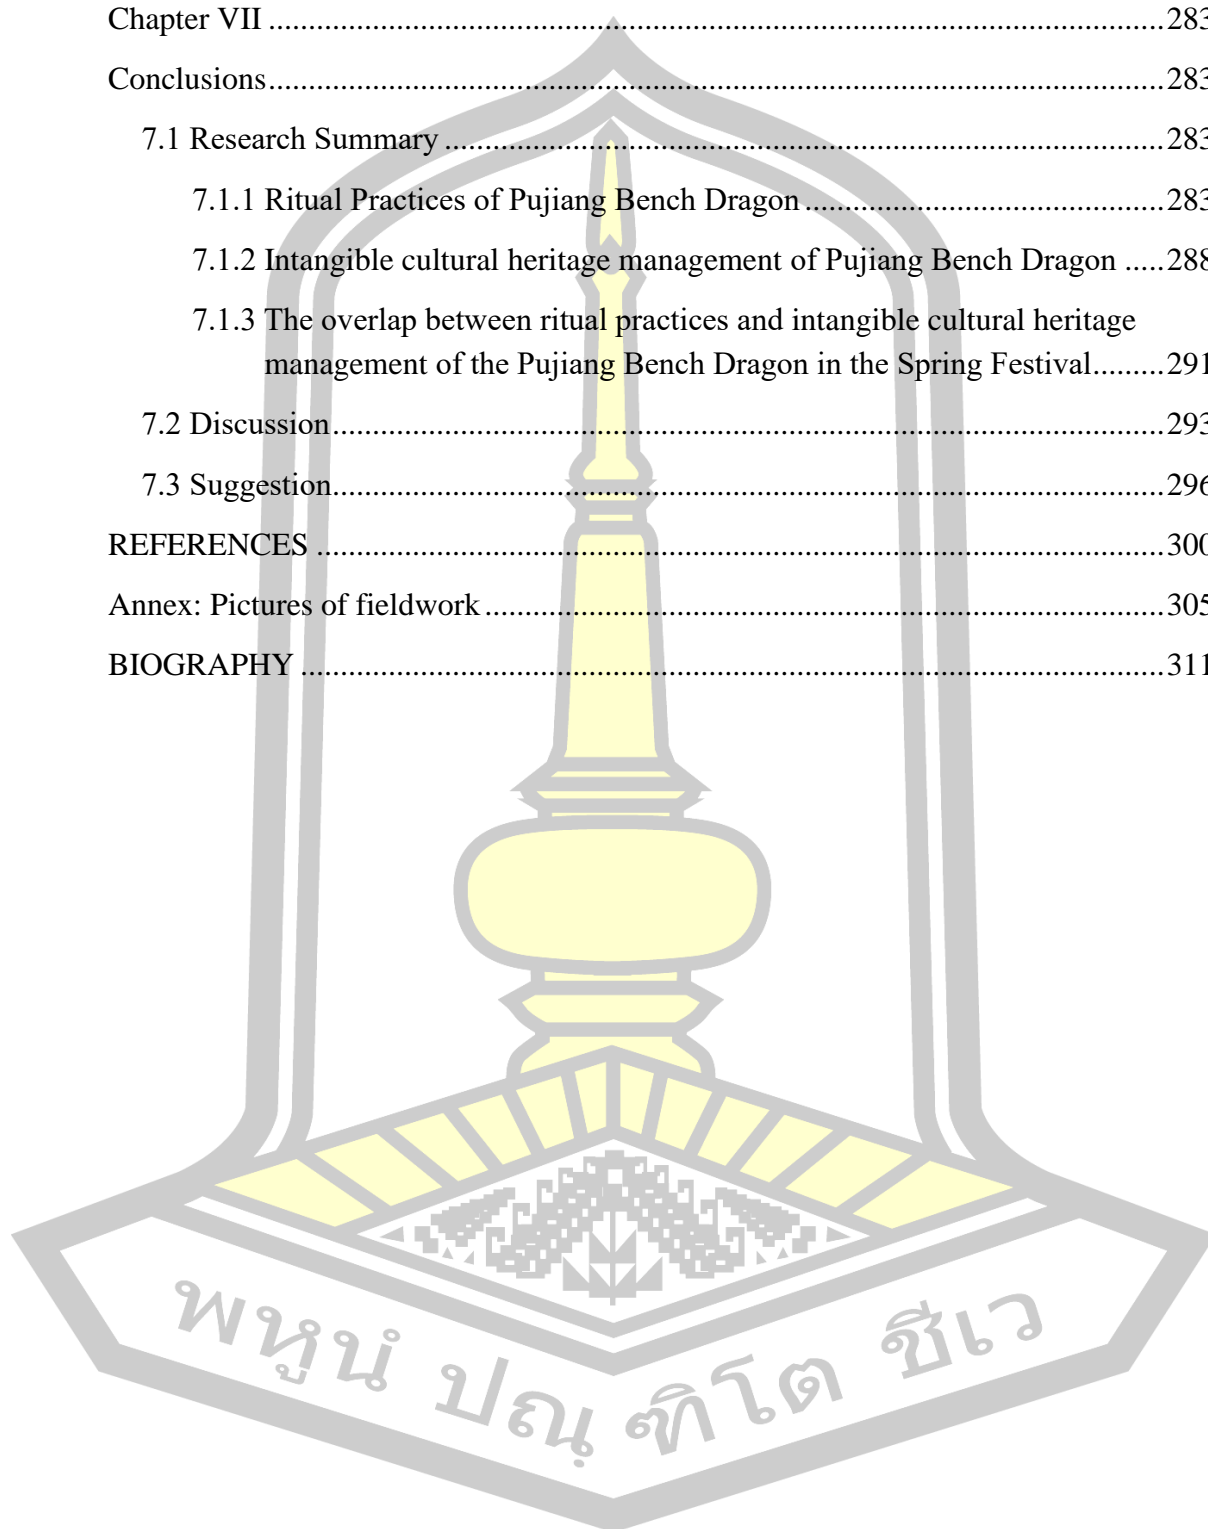 Chapter VII ........................................................................................................................283
Conclusions........................................................................................................................283
7.1 Research Summary ........................................................................................................283
7.1.1 Ritual Practices of Pujiang Bench Dragon ................................................283
7.1.2 Intangible cultural heritage management of Pujiang Bench Dragon .....288
7.1.3 The overlap between ritual practices and intangible cultural heritage
management of the Pujiang Bench Dragon in the Spring Festival.........291
7.2 Discussion........................................................................................................................293
7.3 Suggestion........................................................................................................................296
REFERENCES ........................................................................................................................300
Annex: Pictures of fieldwork ................................................................................................305
BIOGRAPHY ........................................................................................................................311
พหูนํ ปณฺ ฑิโต ชีเว